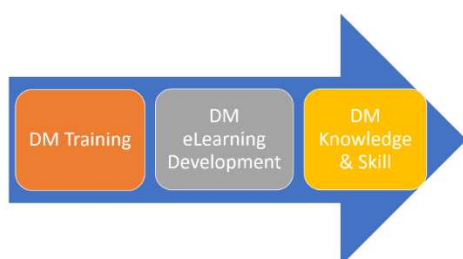 DM Training
DM
eLearning
Development
DM
Knowledge
& Skill